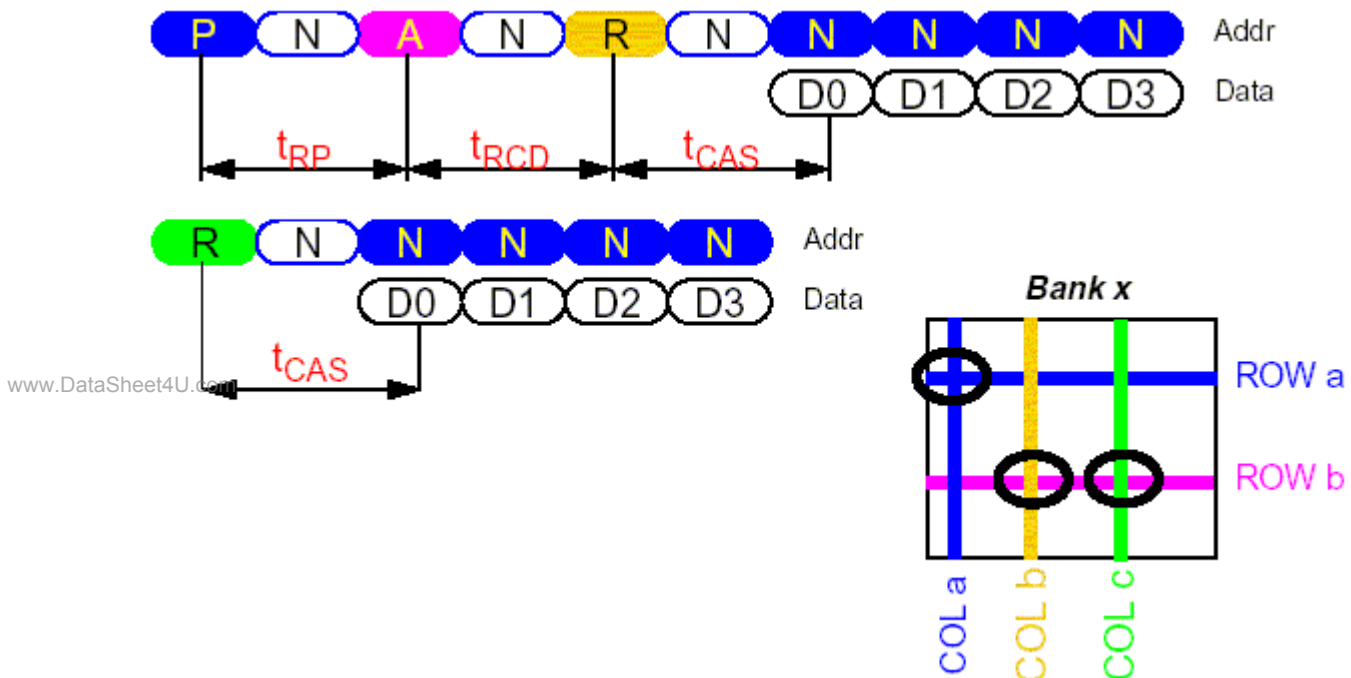 P N A N R N N N N N Addr
D0 D1 D2 D3 Data
tRP tRCD tCAS
R N N N N N Addr
D0 D1 D2 D3 Data
tCAS
www.DataSheet4U.com
Bank x
ROW a
ROW b
COL a
COL b
COL c